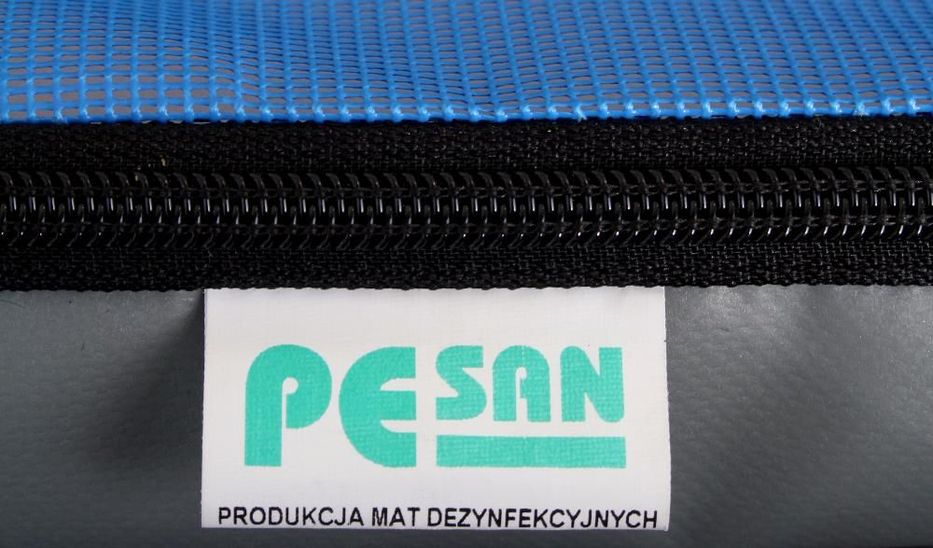 PESAN
PRODUKCJA MAT DEZYNFEKCYJNYCH